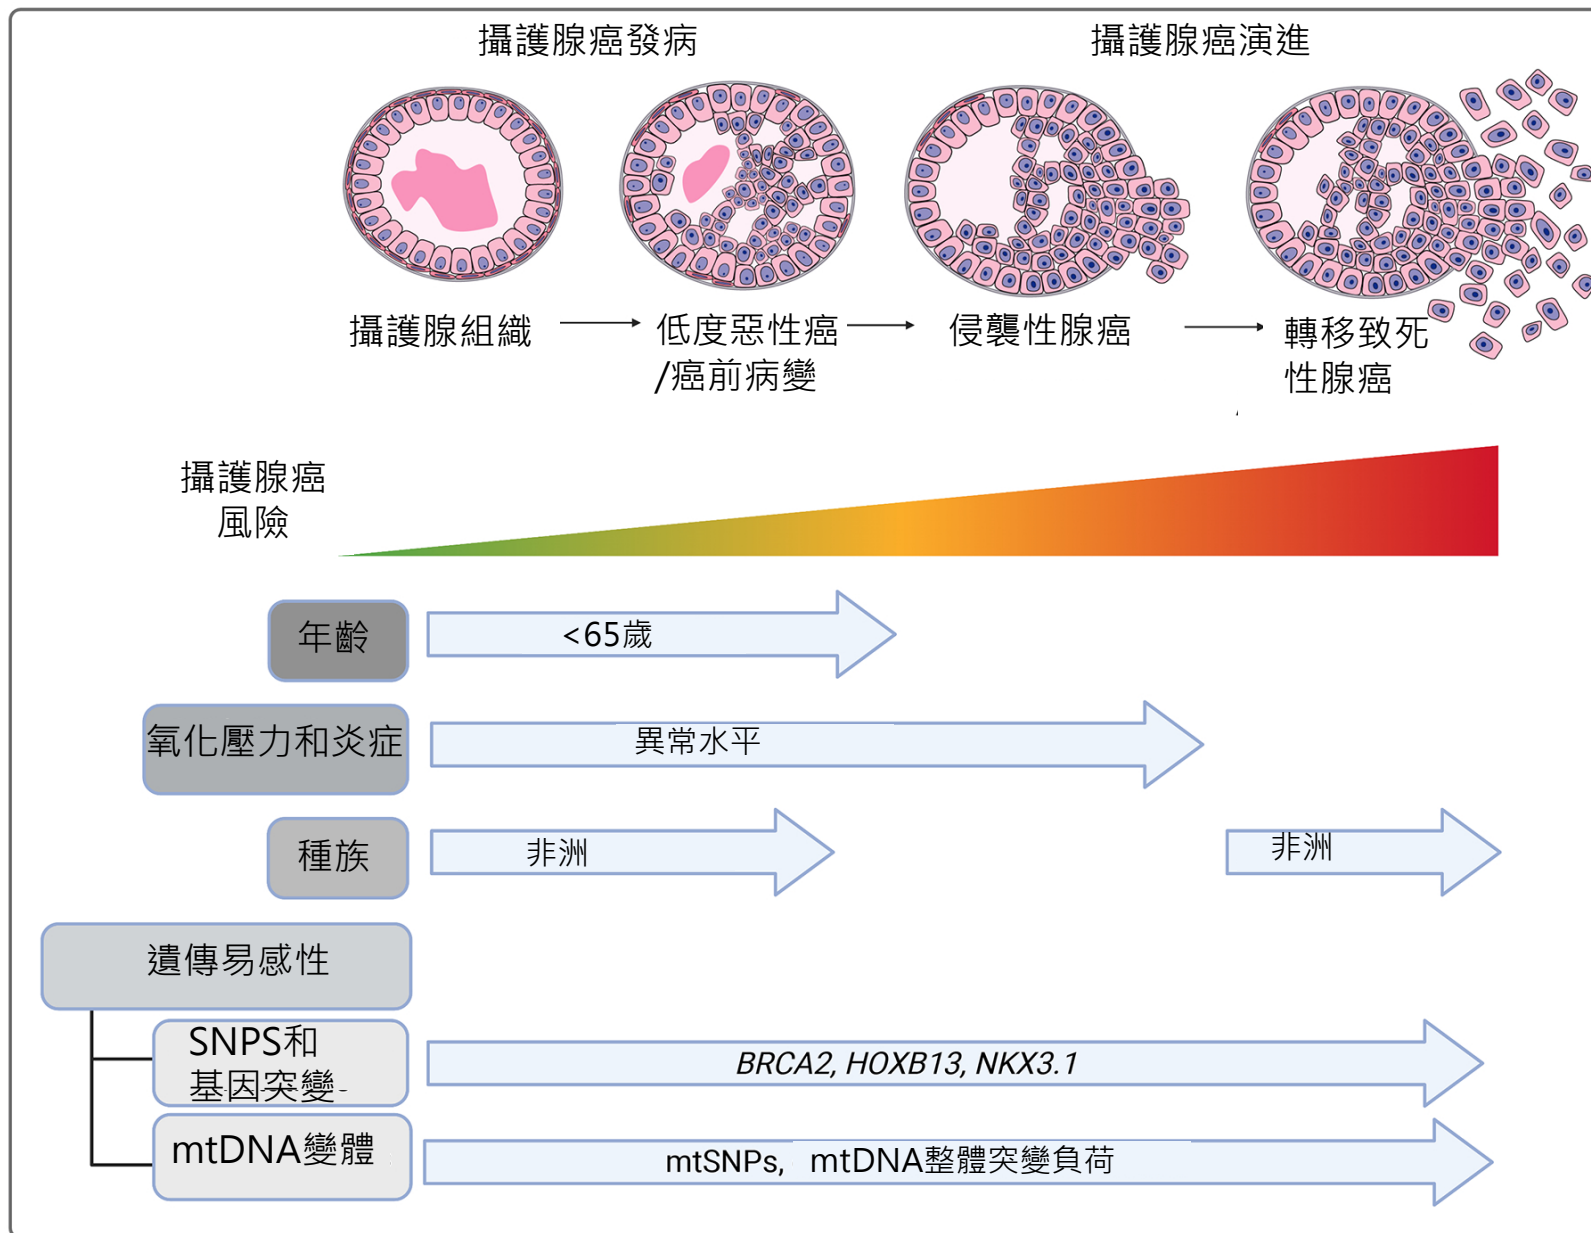 攝護腺癌發病
攝護腺癌演進
攝護腺組織
低度惡性癌
/癌前病變
侵襲性腺癌
轉移致死
性腺癌
攝護腺癌
風險
年齡
<65歲
氧化壓力和炎症
異常水平
種族
非洲
非洲
遺傳易感性
SNPS和
基因突變
BRCA2, HOXB13, NKX3.1
mtDNA變體
mtSNPs, mtDNA整體突變負荷